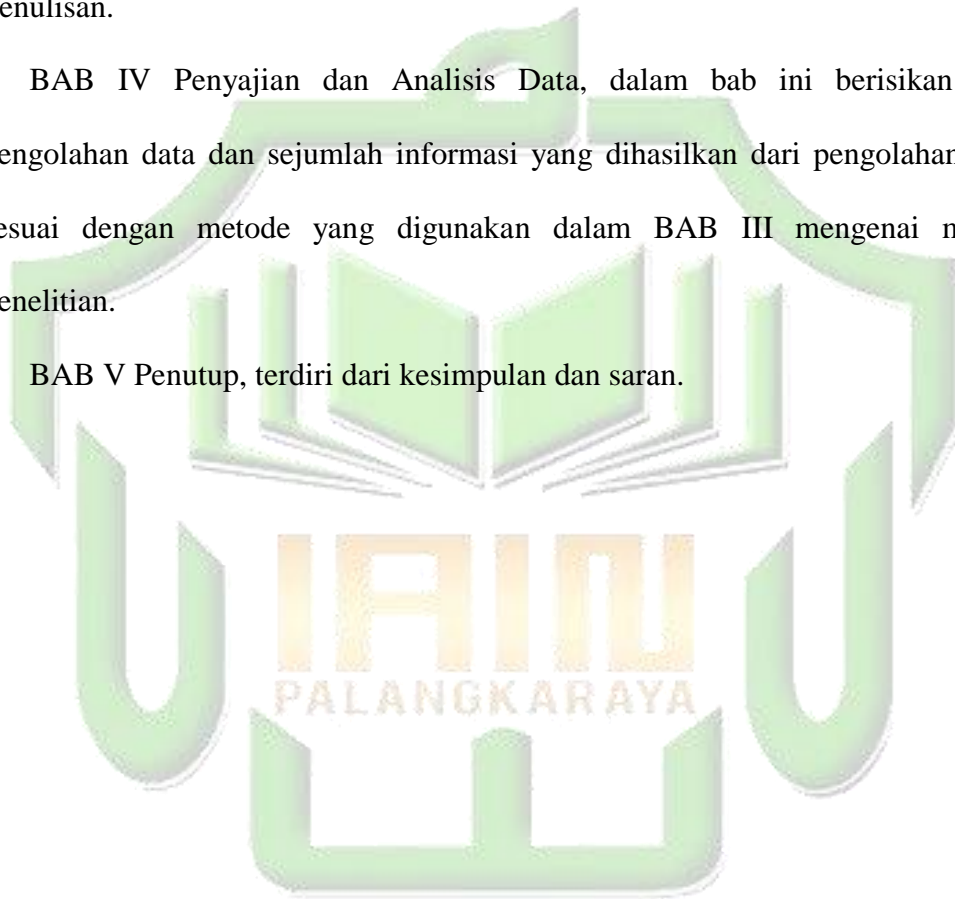 enulisan.
BAB IV Penyajian dan Analisis Data, dalam bab ini berisikan
engolahan data dan sejumlah informasi yang dihasilkan dari pengolahan
esuai dengan metode yang digunakan dalam BAB III mengenai m
enelitian.
BAB V Penutup, terdiri dari kesimpulan dan saran.
IAIN
PALANGKARAYA